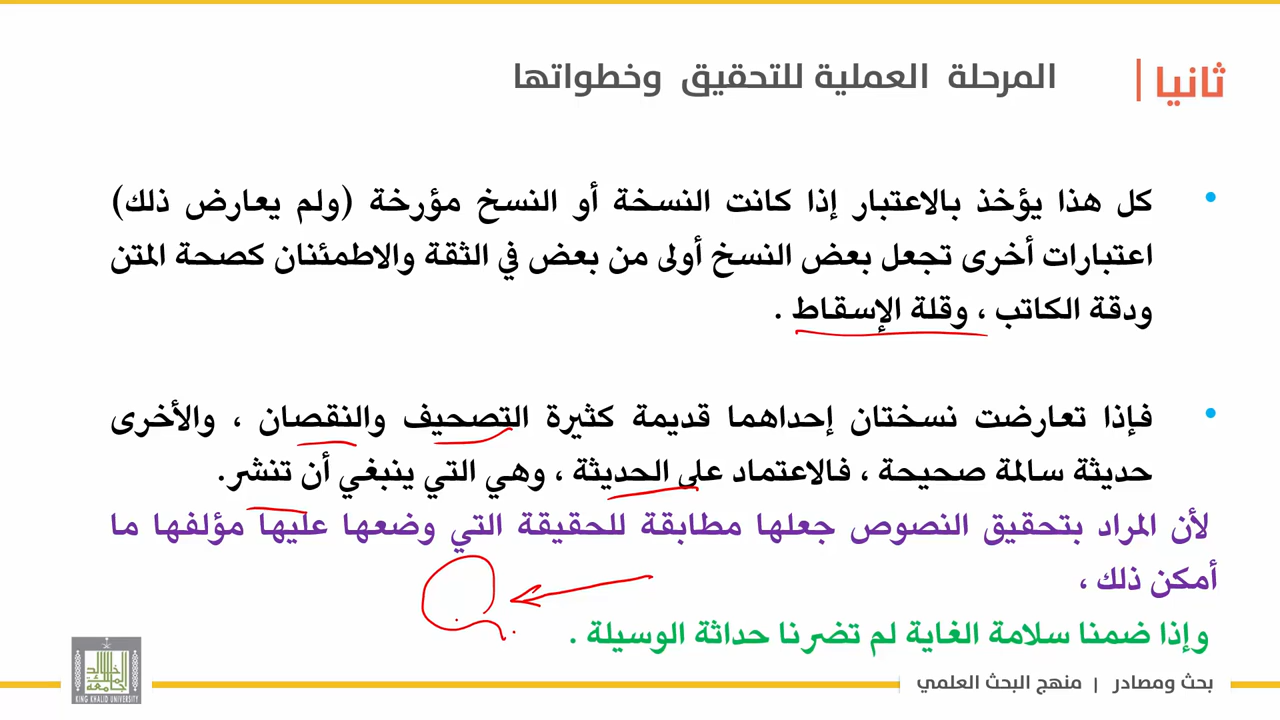 ثانيا | المرحلة العملية للتحقيق وخطواتها
• كل هذا يؤخذ بالاعتبار إذا كانت النسخة أو النسخ مؤرخة (ولم يعارض ذلك)
اعتبارات أخرى تجعل بعض النسخ أولى من بعض في الثقة والاطمئنان كصحة المتن
ودقة الكاتب ، وقلة الإسقاط .
• فإذا تعارضت نسختان إحداهما قديمة كثيرة التصحيف والنقصان ، والأخرى
حديثة سالمة صحيحة ، فالاعتماد على الحديثة ، وهي التي ينبغي أن تنشر.
لأن المراد بتحقيق النصوص جعلها مطابقة للحقيقة التي وضعها عليها مؤلفها ما
أمكن ذلك ،
وإذا ضمنا سلامة الغاية لم تضرنا حداثة الوسيلة .
بحث ومصادر | منهج البحث العلمي
KING KHALID UNIVERSITY